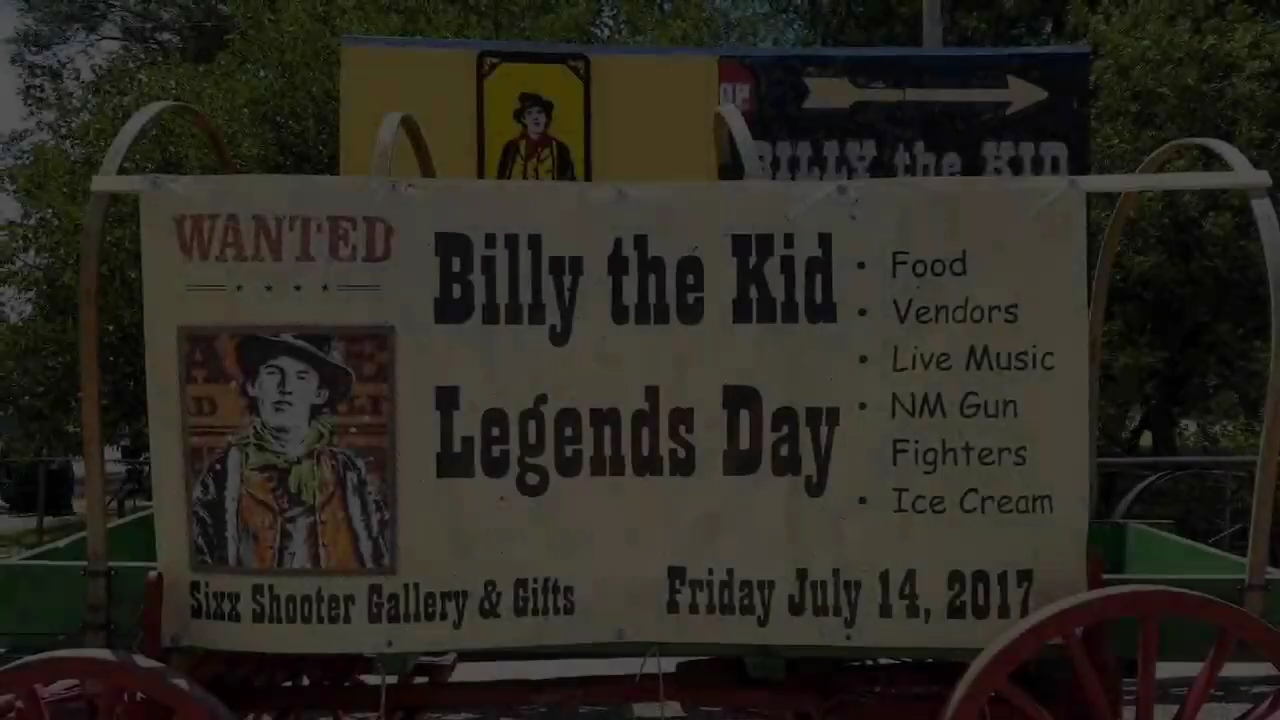 BILLY the KID
WANTED
Billy the Kid
Legends Day
• Food
• Vendors
• Live Music
• NM Gun
Fighters
• Ice Cream
Sixx Shooter Gallery & Gifts
Friday July 14, 2017